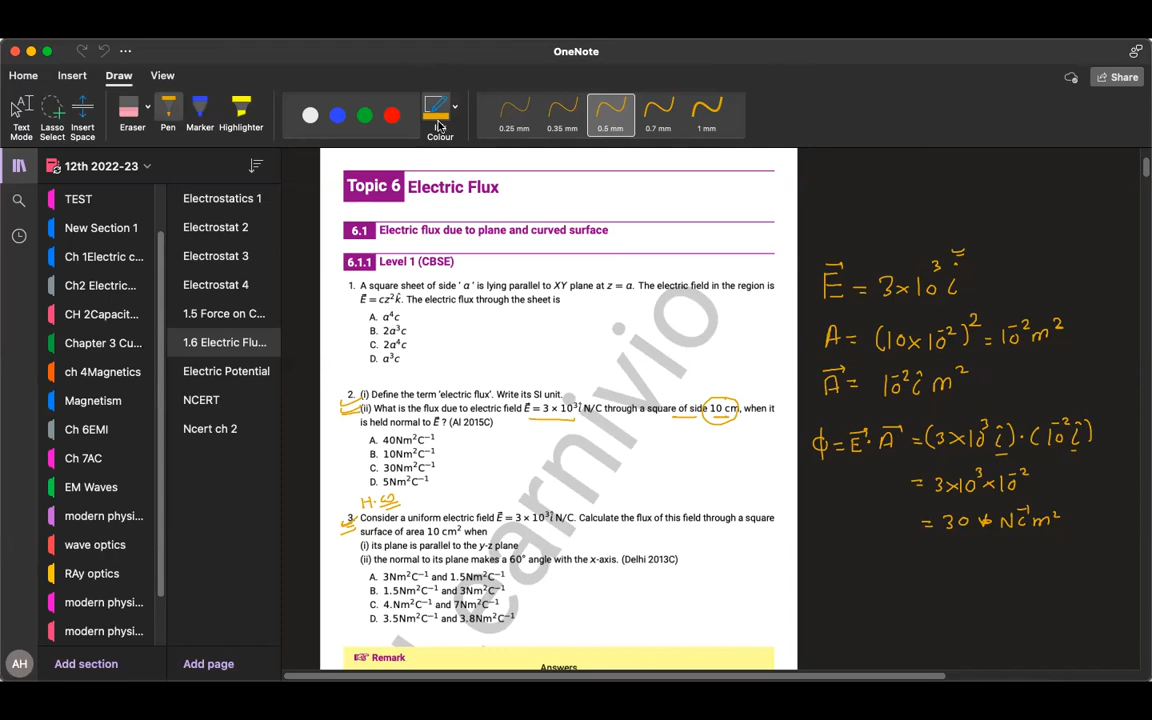 OneNote
Home Insert Draw View
Share
Text Mode
Lasso Select
Insert Space
Eraser
Pen
Marker
Highlighter
Colour
0.25 mm
0.35 mm
0.5 mm
0.7 mm
1 mm
12th 2022-23
TEST
New Section 1
Ch 1Electric c...
Ch2 Electric...
CH 2Capacit...
Chapter 3 Cu...
ch 4Magnetics
Magnetism
Ch 6EMI
Ch 7AC
EM Waves
modern physi...
wave optics
RAy optics
modern physi...
modern physi...
AH
Add section
Electrostatics 1
Electrostat 2
Electrostat 3
Electrostat 4
1.5 Force on C...
1.6 Electric Flu...
Electric Potential
NCERT
Ncert ch 2
Add page
Topic 6 Electric Flux
6.1 Electric flux due to plane and curved surface
6.1.1 Level 1 (CBSE)
1. A square sheet of side ' a ' is lying parallel to XY plane at z = a. The electric field in the region is
E⃗ = cz²k̂. The electric flux through the sheet is
A. a⁴c
B. 2a³c
C. 2a⁴c
D. a³c
2. (i) Define the term 'electric flux'. Write its SI unit.
(ii) What is the flux due to electric field E⃗ = 3 × 10³î N/C through a square of side 10 cm, when it
is held normal to E⃗ ? (AI 2015C)
A. 40Nm²C⁻¹
B. 10Nm²C⁻¹
C. 30Nm²C⁻¹
D. 5Nm²C⁻¹
3. Consider a uniform electric field E⃗ = 3 × 10³î N/C. Calculate the flux of this field through a square
surface of area 10 cm² when
(i) its plane is parallel to the y-z plane
(ii) the normal to its plane makes a 60° angle with the x-axis. (Delhi 2013C)
A. 3Nm²C⁻¹ and 1.5Nm²C⁻¹
B. 1.5Nm²C⁻¹ and 3Nm²C⁻¹
C. 4.Nm²C⁻¹ and 7Nm²C⁻¹
D. 3.5Nm²C⁻¹ and 3.8Nm²C⁻¹
Remark
Answers
Learnivio
E⃗ = 3×10³ î
A = (10×10⁻²)² = 10⁻² m²
A⃗ = 10⁻² î m²
ϕ = E⃗ · A⃗ = (3×10³ î) · (10⁻² î)
= 3×10³×10⁻²
= 30 N C⁻¹ m²